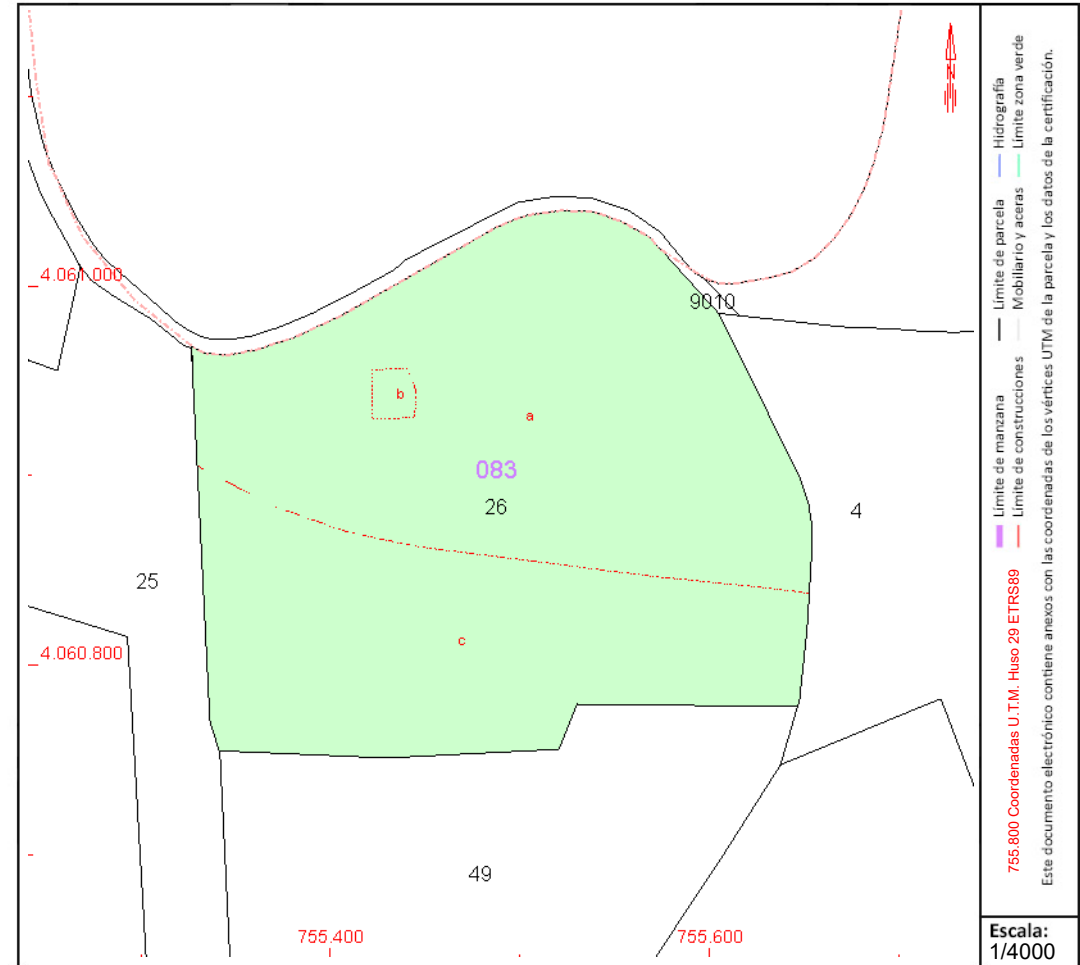 4.061.000
9010
b
a
083
26
4
25
c
4.060.800
49
755.400
755.600
N
Límite de manzana
Límite de parcela
Hidrografía
Límite de construcciones
Mobiliario y aceras
Límite zona verde
755.800 Coordenadas U.T.M. Huso 29 ETRS89
Este documento electrónico contiene anexos con las coordenadas de los vértices UTM de la parcela y los datos de la certificación.
Escala:
1/4000